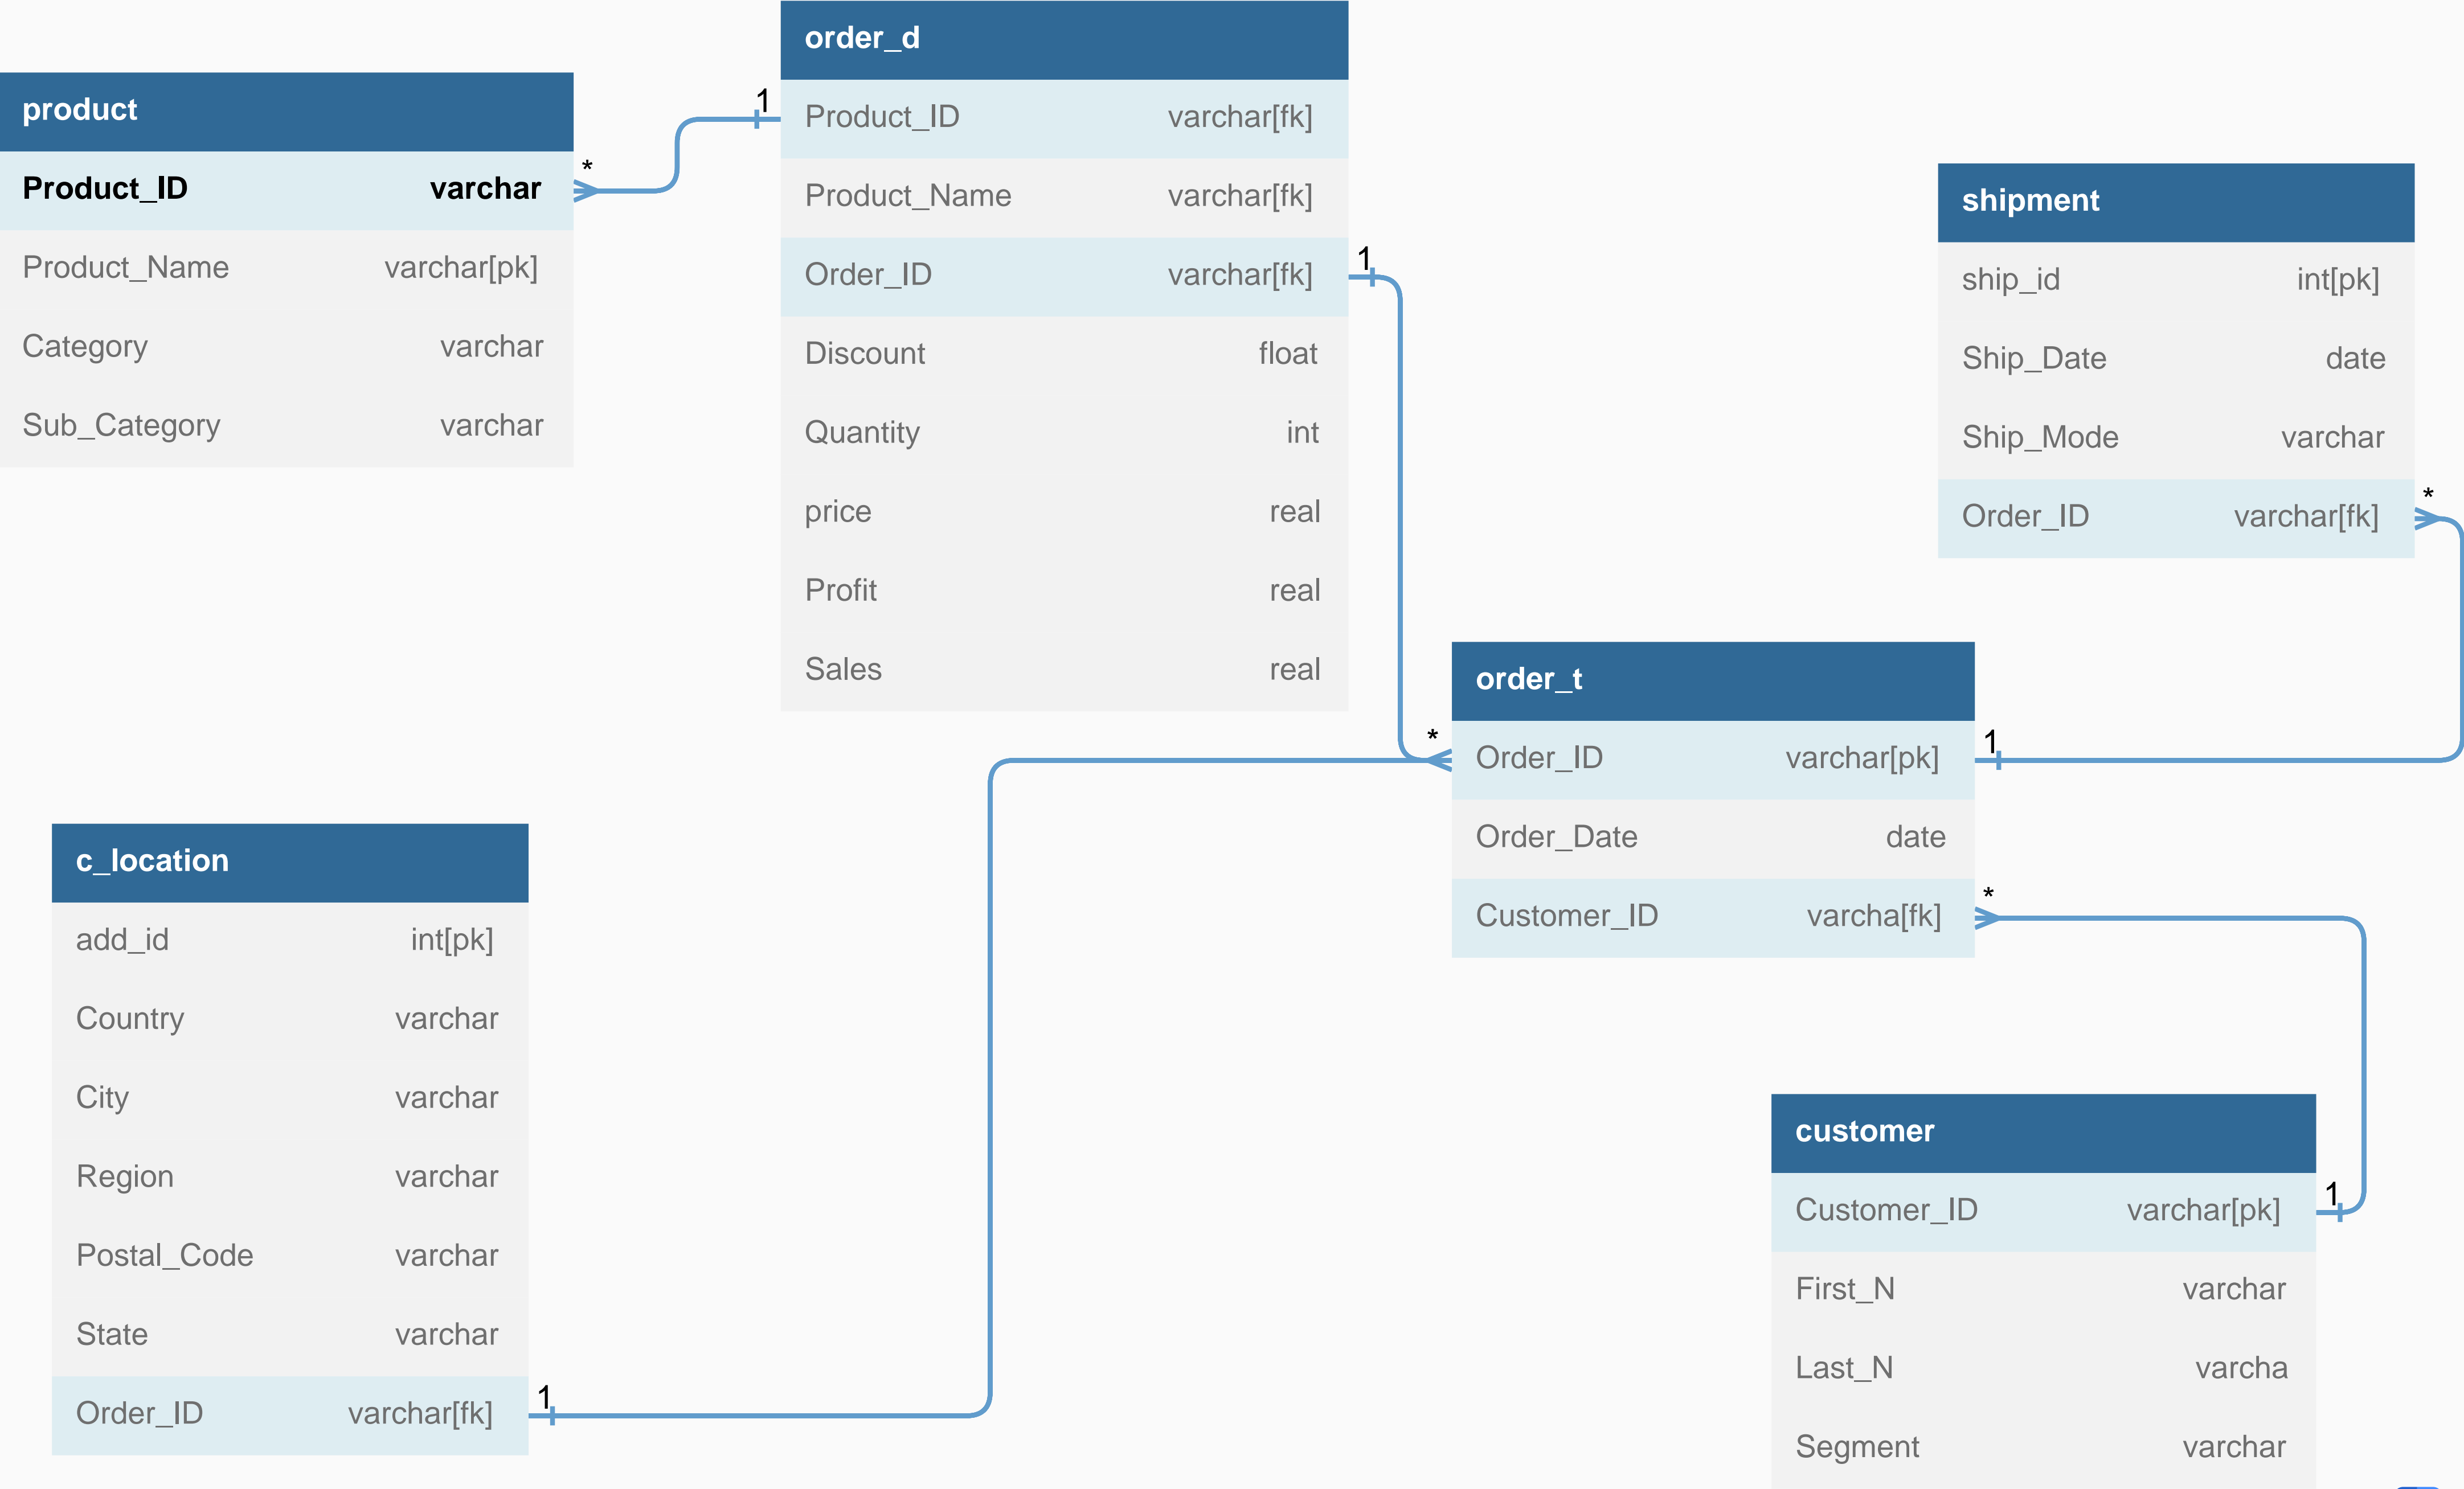 product
Product_ID varchar
*
Product_Name varchar[pk]
Category varchar
Sub_Category varchar
order_d
1
Product_ID varchar[fk]
Product_Name varchar[fk]
Order_ID varchar[fk]
1
Discount float
Quantity int
price real
Profit real
Sales real
shipment
ship_id int[pk]
Ship_Date date
Ship_Mode varchar
Order_ID varchar[fk]
*
order_t
*
Order_ID varchar[pk]
1
Order_Date date
Customer_ID varcha[fk]
*
c_location
add_id int[pk]
Country varchar
City varchar
Region varchar
Postal_Code varchar
State varchar
Order_ID varchar[fk]
1
customer
Customer_ID varchar[pk]
1
First_N varchar
Last_N varcha
Segment varchar